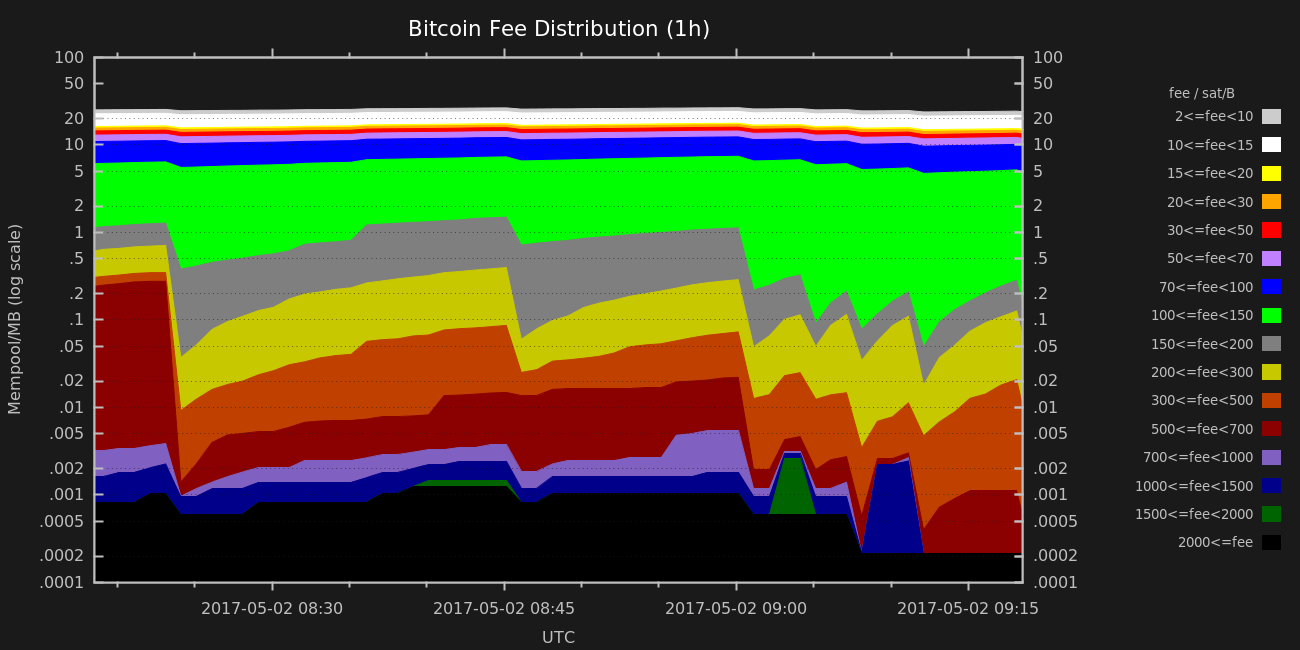 Bitcoin Fee Distribution (1h)
Mempool/MB (log scale)
100
50
20
10
5
2
1
.5
.2
.1
.05
.02
.01
.005
.002
.001
.0005
.0002
.0001
100
50
20
10
5
2
1
.5
.2
.1
.05
.02
.01
.005
.002
.001
.0005
.0002
.0001
2017-05-02 08:30
2017-05-02 08:45
2017-05-02 09:00
2017-05-02 09:15
UTC
fee / sat/B
2<=fee<10
10<=fee<15
15<=fee<20
20<=fee<30
30<=fee<50
50<=fee<70
70<=fee<100
100<=fee<150
150<=fee<200
200<=fee<300
300<=fee<500
500<=fee<700
700<=fee<1000
1000<=fee<1500
1500<=fee<2000
2000<=fee